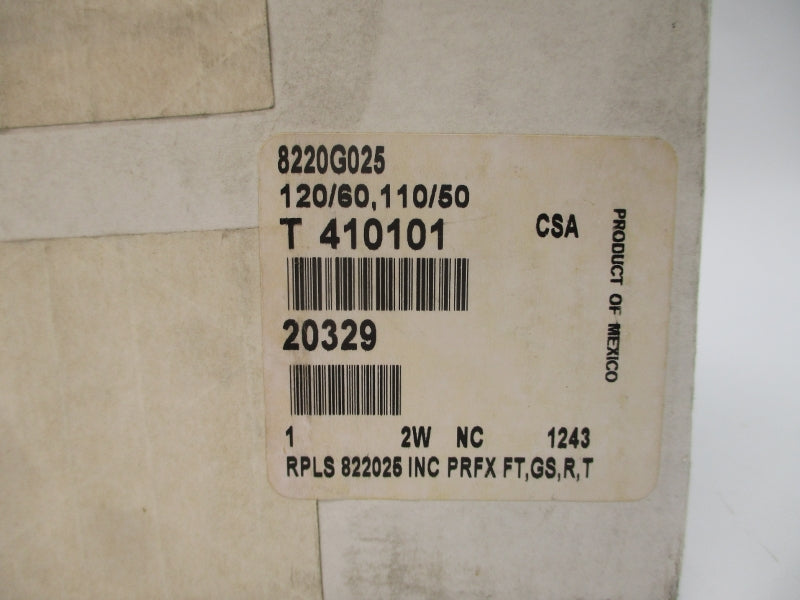 8220G025
120/60,110/50
T 410101
CSA
PRODUCT OF MEXICO
20329
1 2W NC 1243
RPLS 822025 INC PRFX FT,GS,R,T